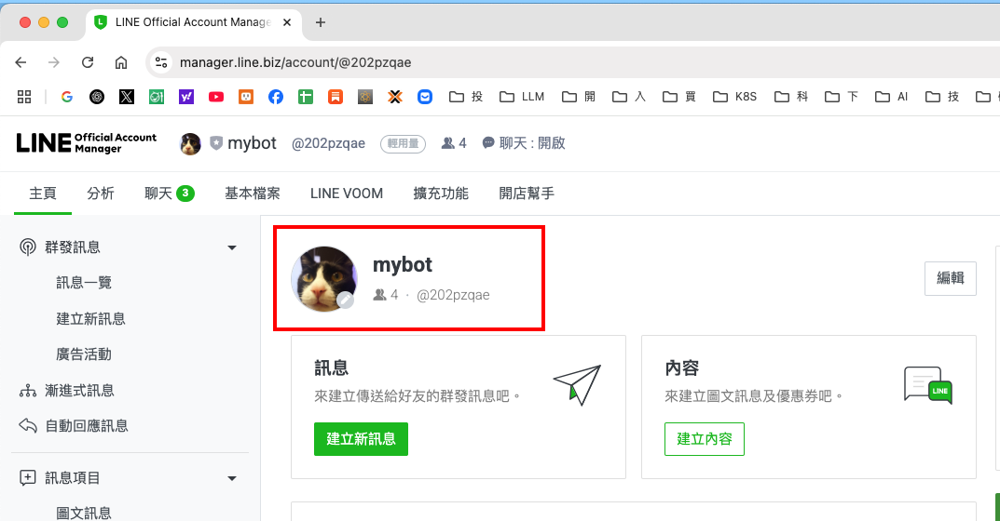 LINE Official Account Manage
manager.line.biz/account/@202pzqae
投 LLM 開 入 買 K8S 科 下 AI 技
LINE Official Account Manager mybot @202pzqae 輕用量 4 聊天 : 開啟
主頁 分析 聊天 3 基本檔案 LINE VOOM 擴充功能 開店幫手
群發訊息
訊息一覽
建立新訊息
廣告活動
漸進式訊息
自動回應訊息
訊息項目
圖文訊息
mybot
4 · @202pzqae
編輯
訊息
來建立傳送給好友的群發訊息吧。
建立新訊息
內容
來建立圖文訊息及優惠券吧。
LINE
建立內容